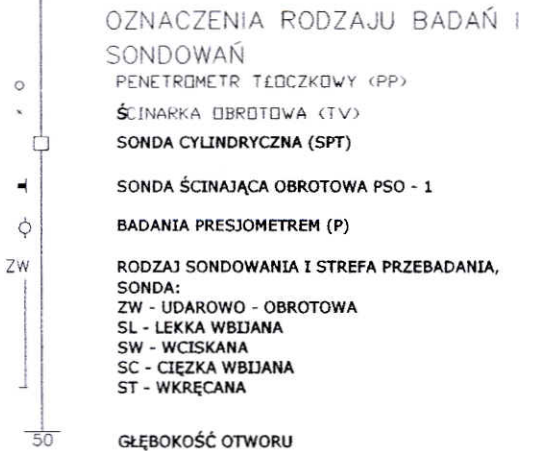 OZNACZENIA RODZAJU BADAŃ I
SONDOWAŃ
PENETROMETR TŁOCZKOWY (PP)
ŚCINARKA OBROTOWA (TV)
SONDA CYLINDRYCZNA (SPT)
SONDA ŚCINAJĄCA OBROTOWA PSO - 1
BADANIA PRESJOMETREM (P)
ZW RODZAJ SONDOWANIA I STREFA PRZEBADANIA,
SONDA:
ZW - UDAROWO - OBROTOWA
SL - LEKKA WBIJANA
SW - WCISKANA
SC - CIĘZKA WBIJANA
ST - WKRĘCANA
50 GŁĘBOKOŚĆ OTWORU